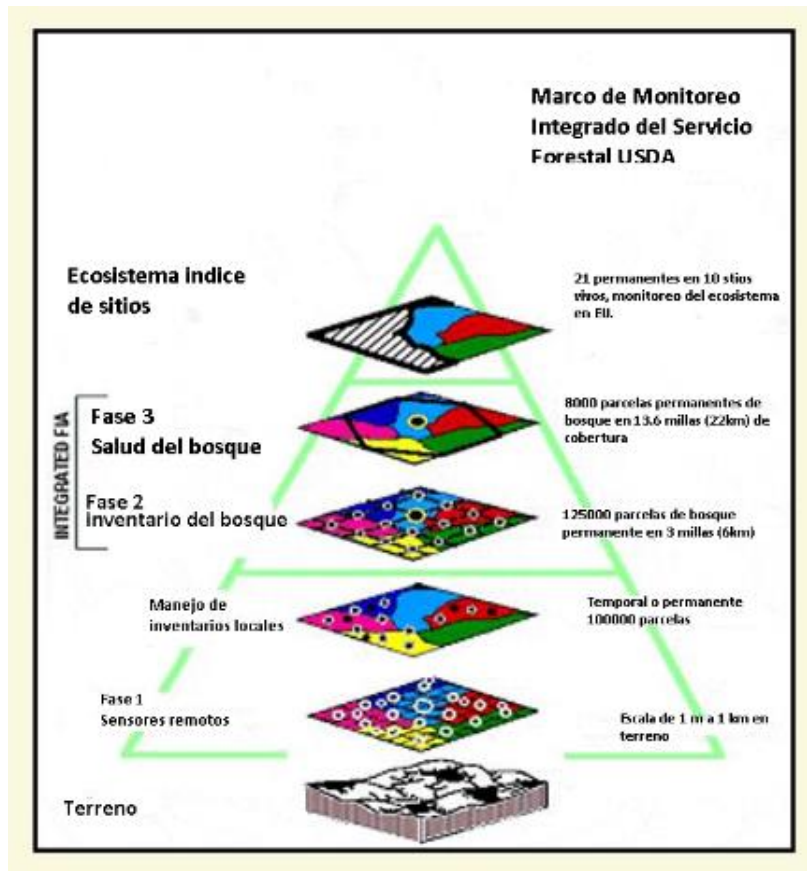 Marco de Monitoreo
Integrado del Servicio
Forestal USDA
Ecosistema indice
de sitios
21 permanentes en 10 stios
vivos, monitoreo del ecosistema
en EU.
INTEGRATED FIA
Fase 3
Salud del bosque
8000 parcelas permanentes de
bosque en 13.6 millas (22km) de
cobertura
Fase 2
Inventario del bosque
125000 parcelas de bosque
permanente en 3 millas (6km)
Manejo de
inventarios locales
Temporal o permanente
100000 parcelas
Fase 1
Sensores remotos
Escala de 1 m a 1 km en
terreno
Terreno